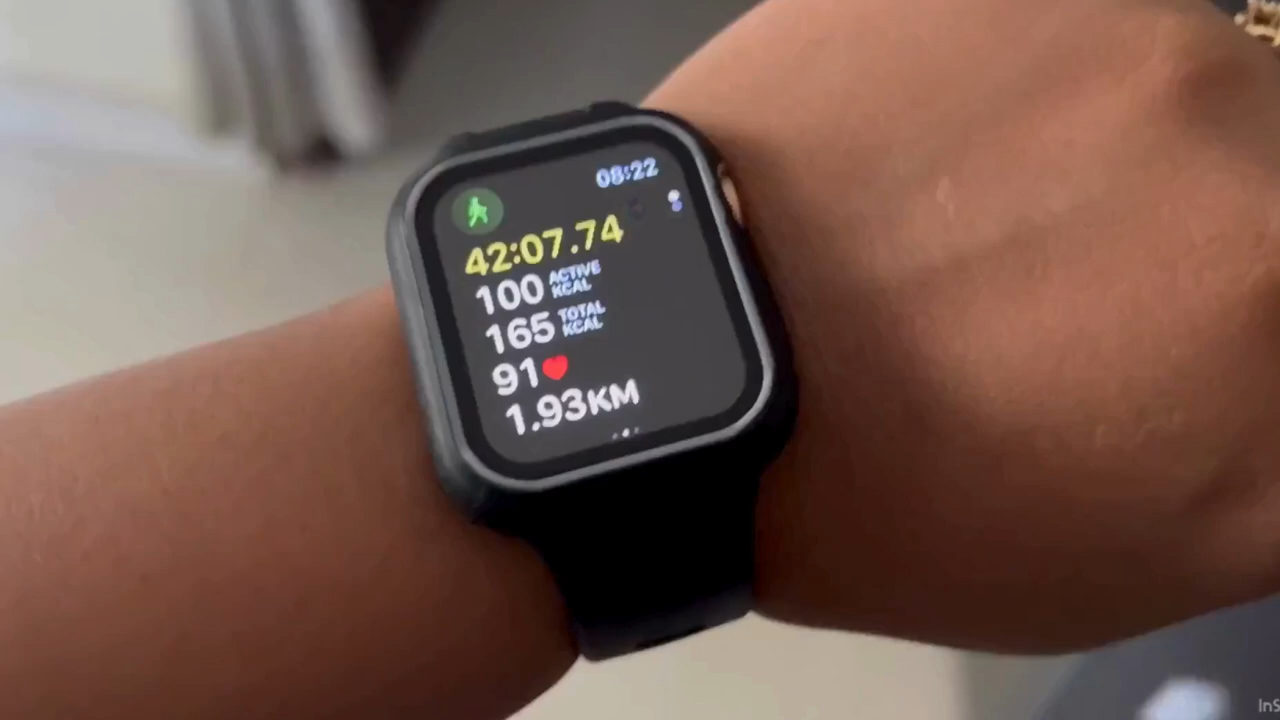 08:22
42:07.74
100 ACTIVE KCAL
165 TOTAL KCAL
91
1.93KM